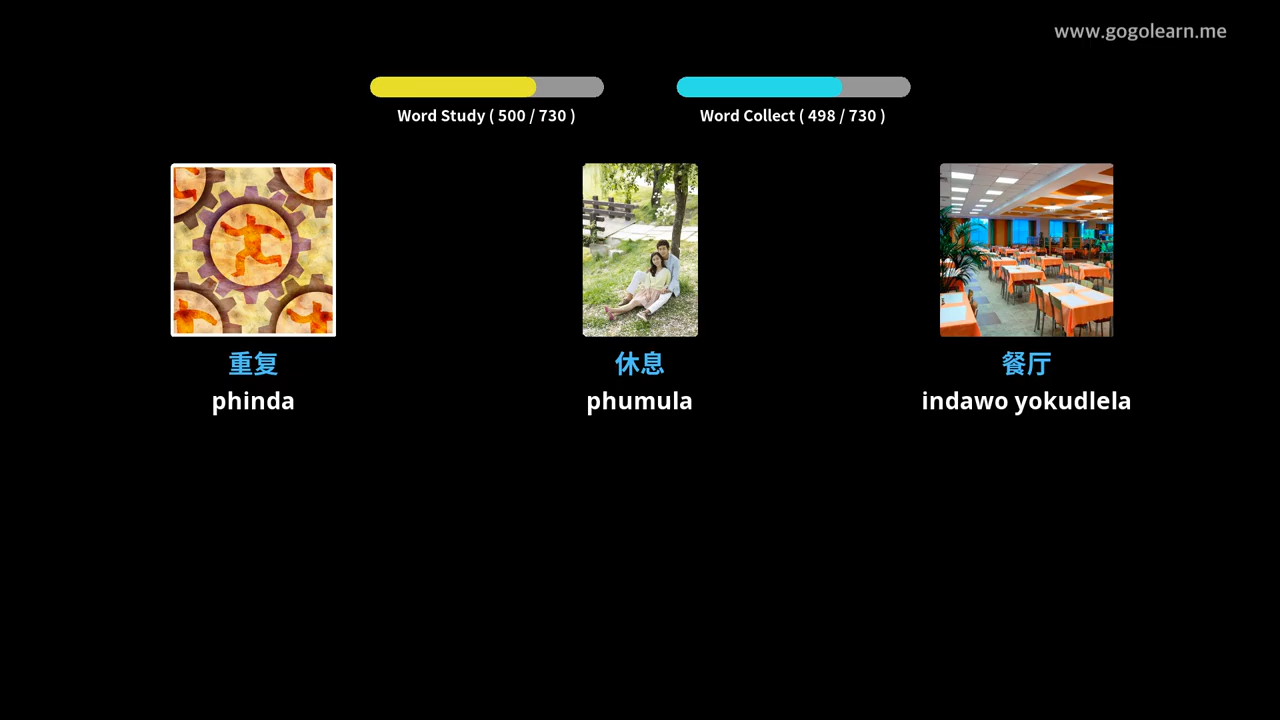 www.gogolearn.me
Word Study ( 500 / 730 )
Word Collect ( 498 / 730 )
重复
phinda
休息
phumula
餐厅
indawo yokudlela